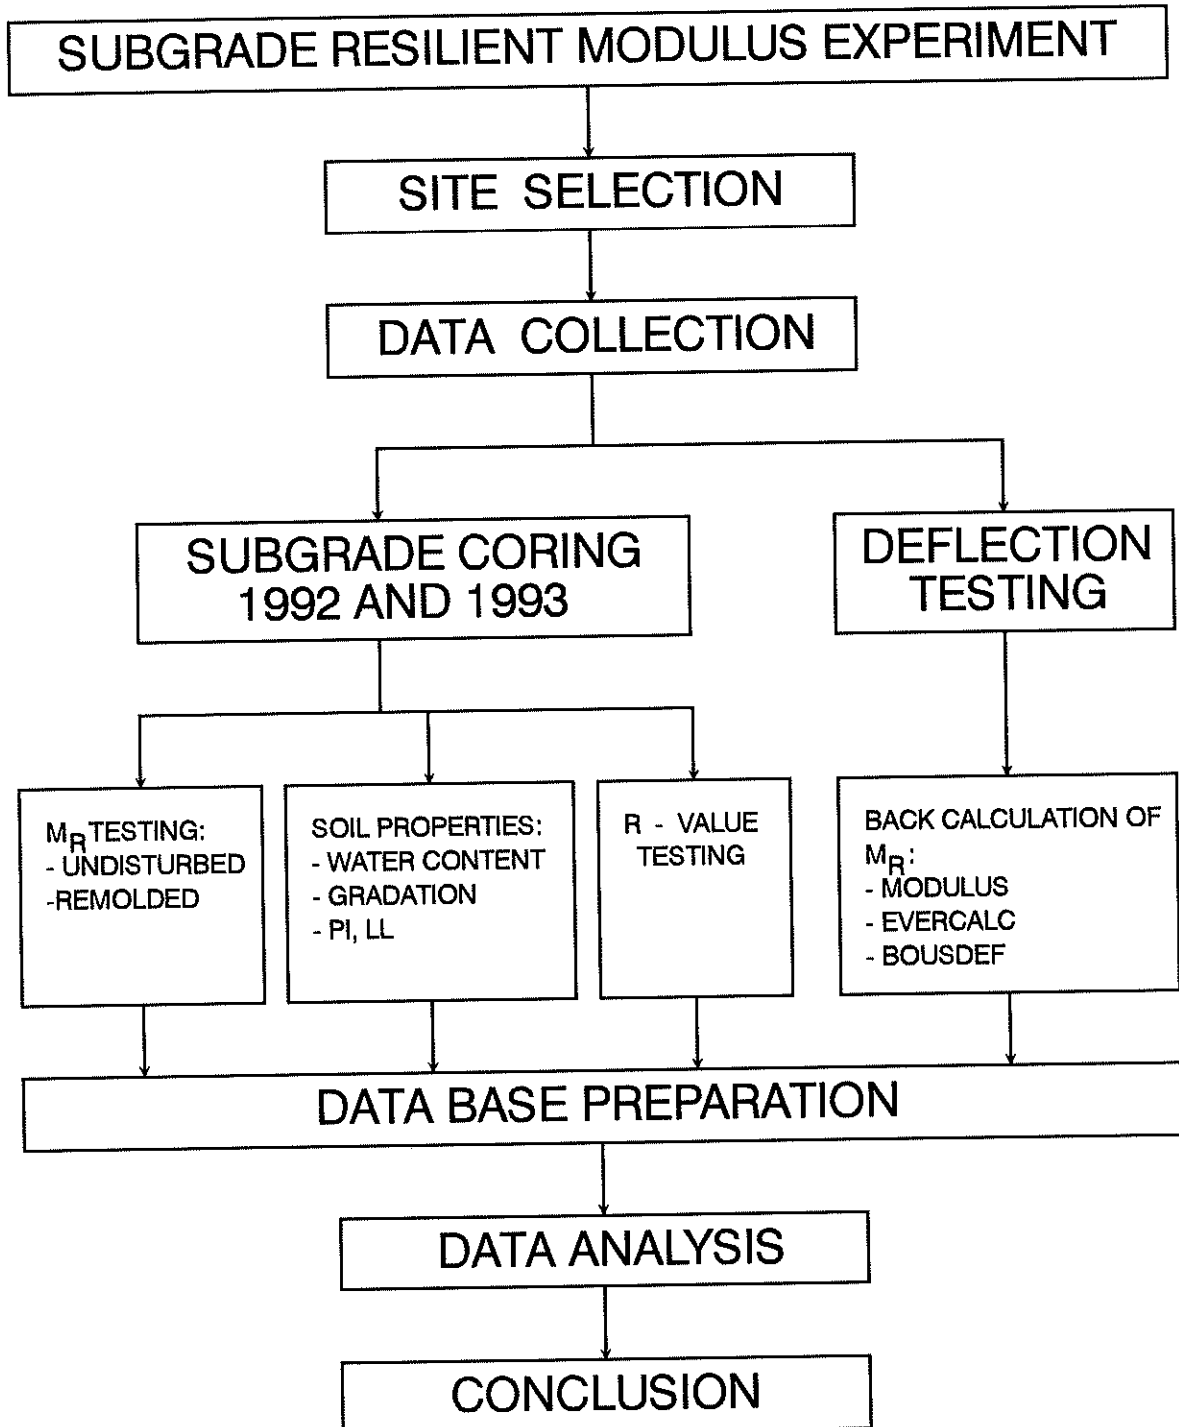 SUBGRADE RESILIENT MODULUS EXPERIMENT
SITE SELECTION
DATA COLLECTION
SUBGRADE CORING
1992 AND 1993
DEFLECTION
TESTING
MR TESTING:
- UNDISTURBED
-REMOLDED
SOIL PROPERTIES:
- WATER CONTENT
- GRADATION
- PI, LL
R - VALUE
TESTING
BACK CALCULATION OF
MR:
- MODULUS
- EVERCALC
- BOUSDEF
DATA BASE PREPARATION
DATA ANALYSIS
CONCLUSION